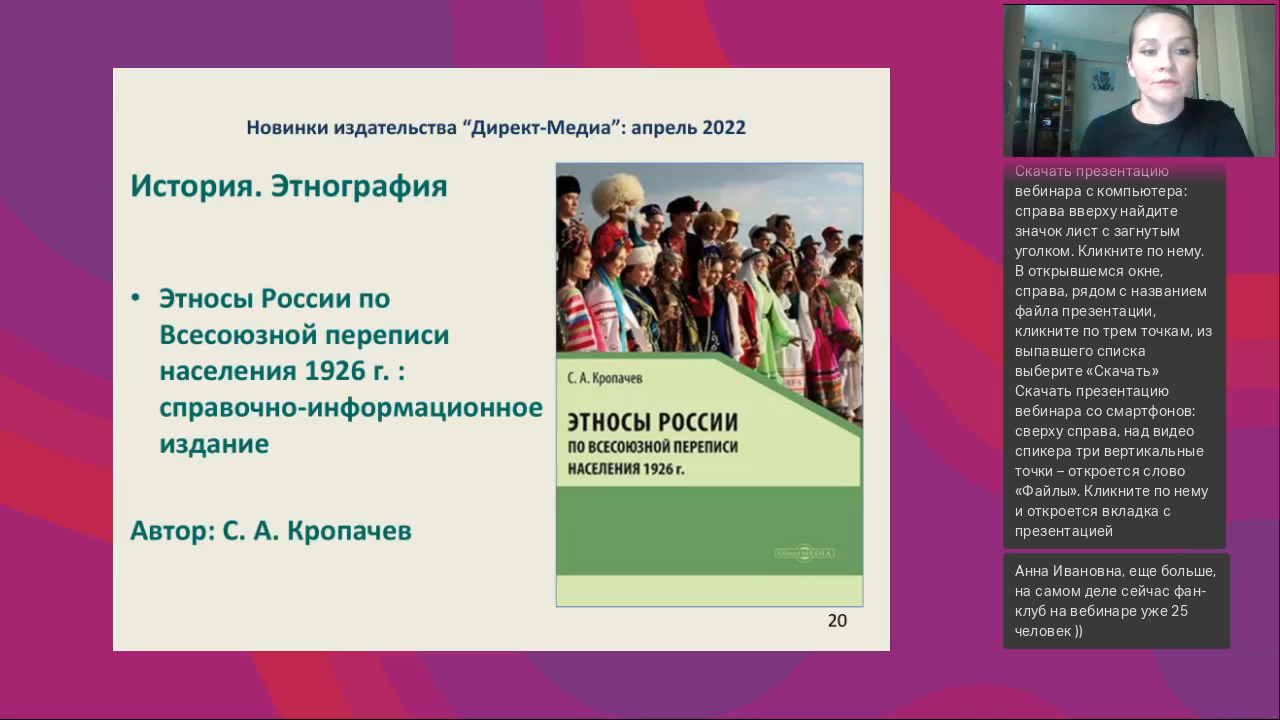 Новинки издательства “Директ-Медиа”: апрель 2022
История. Этнография
• Этносы России по
Всесоюзной переписи
населения 1926 г. :
справочно-информационное
издание
Автор: С. А. Кропачев
С. А. Кропачев
ЭТНОСЫ РОССИИ
ПО ВСЕСОЮЗНОЙ ПЕРЕПИСИ
НАСЕЛЕНИЯ 1926 г.
DirectMEDIA
20
Скачать презентацию
вебинара с компьютера:
справа вверху найдите
значок лист с загнутым
уголком. Кликните по нему.
В открывшемся окне,
справа, рядом с названием
файла презентации,
кликните по трем точкам, из
выпавшего списка
выберите «Скачать»
Скачать презентацию
вебинара со смартфонов:
сверху справа, над видео
спикера три вертикальные
точки – откроется слово
«Файлы». Кликните по нему
и откроется вкладка с
презентацией
Анна Ивановна, еще больше,
на самом деле сейчас фан-
клуб на вебинаре уже 25
человек ))